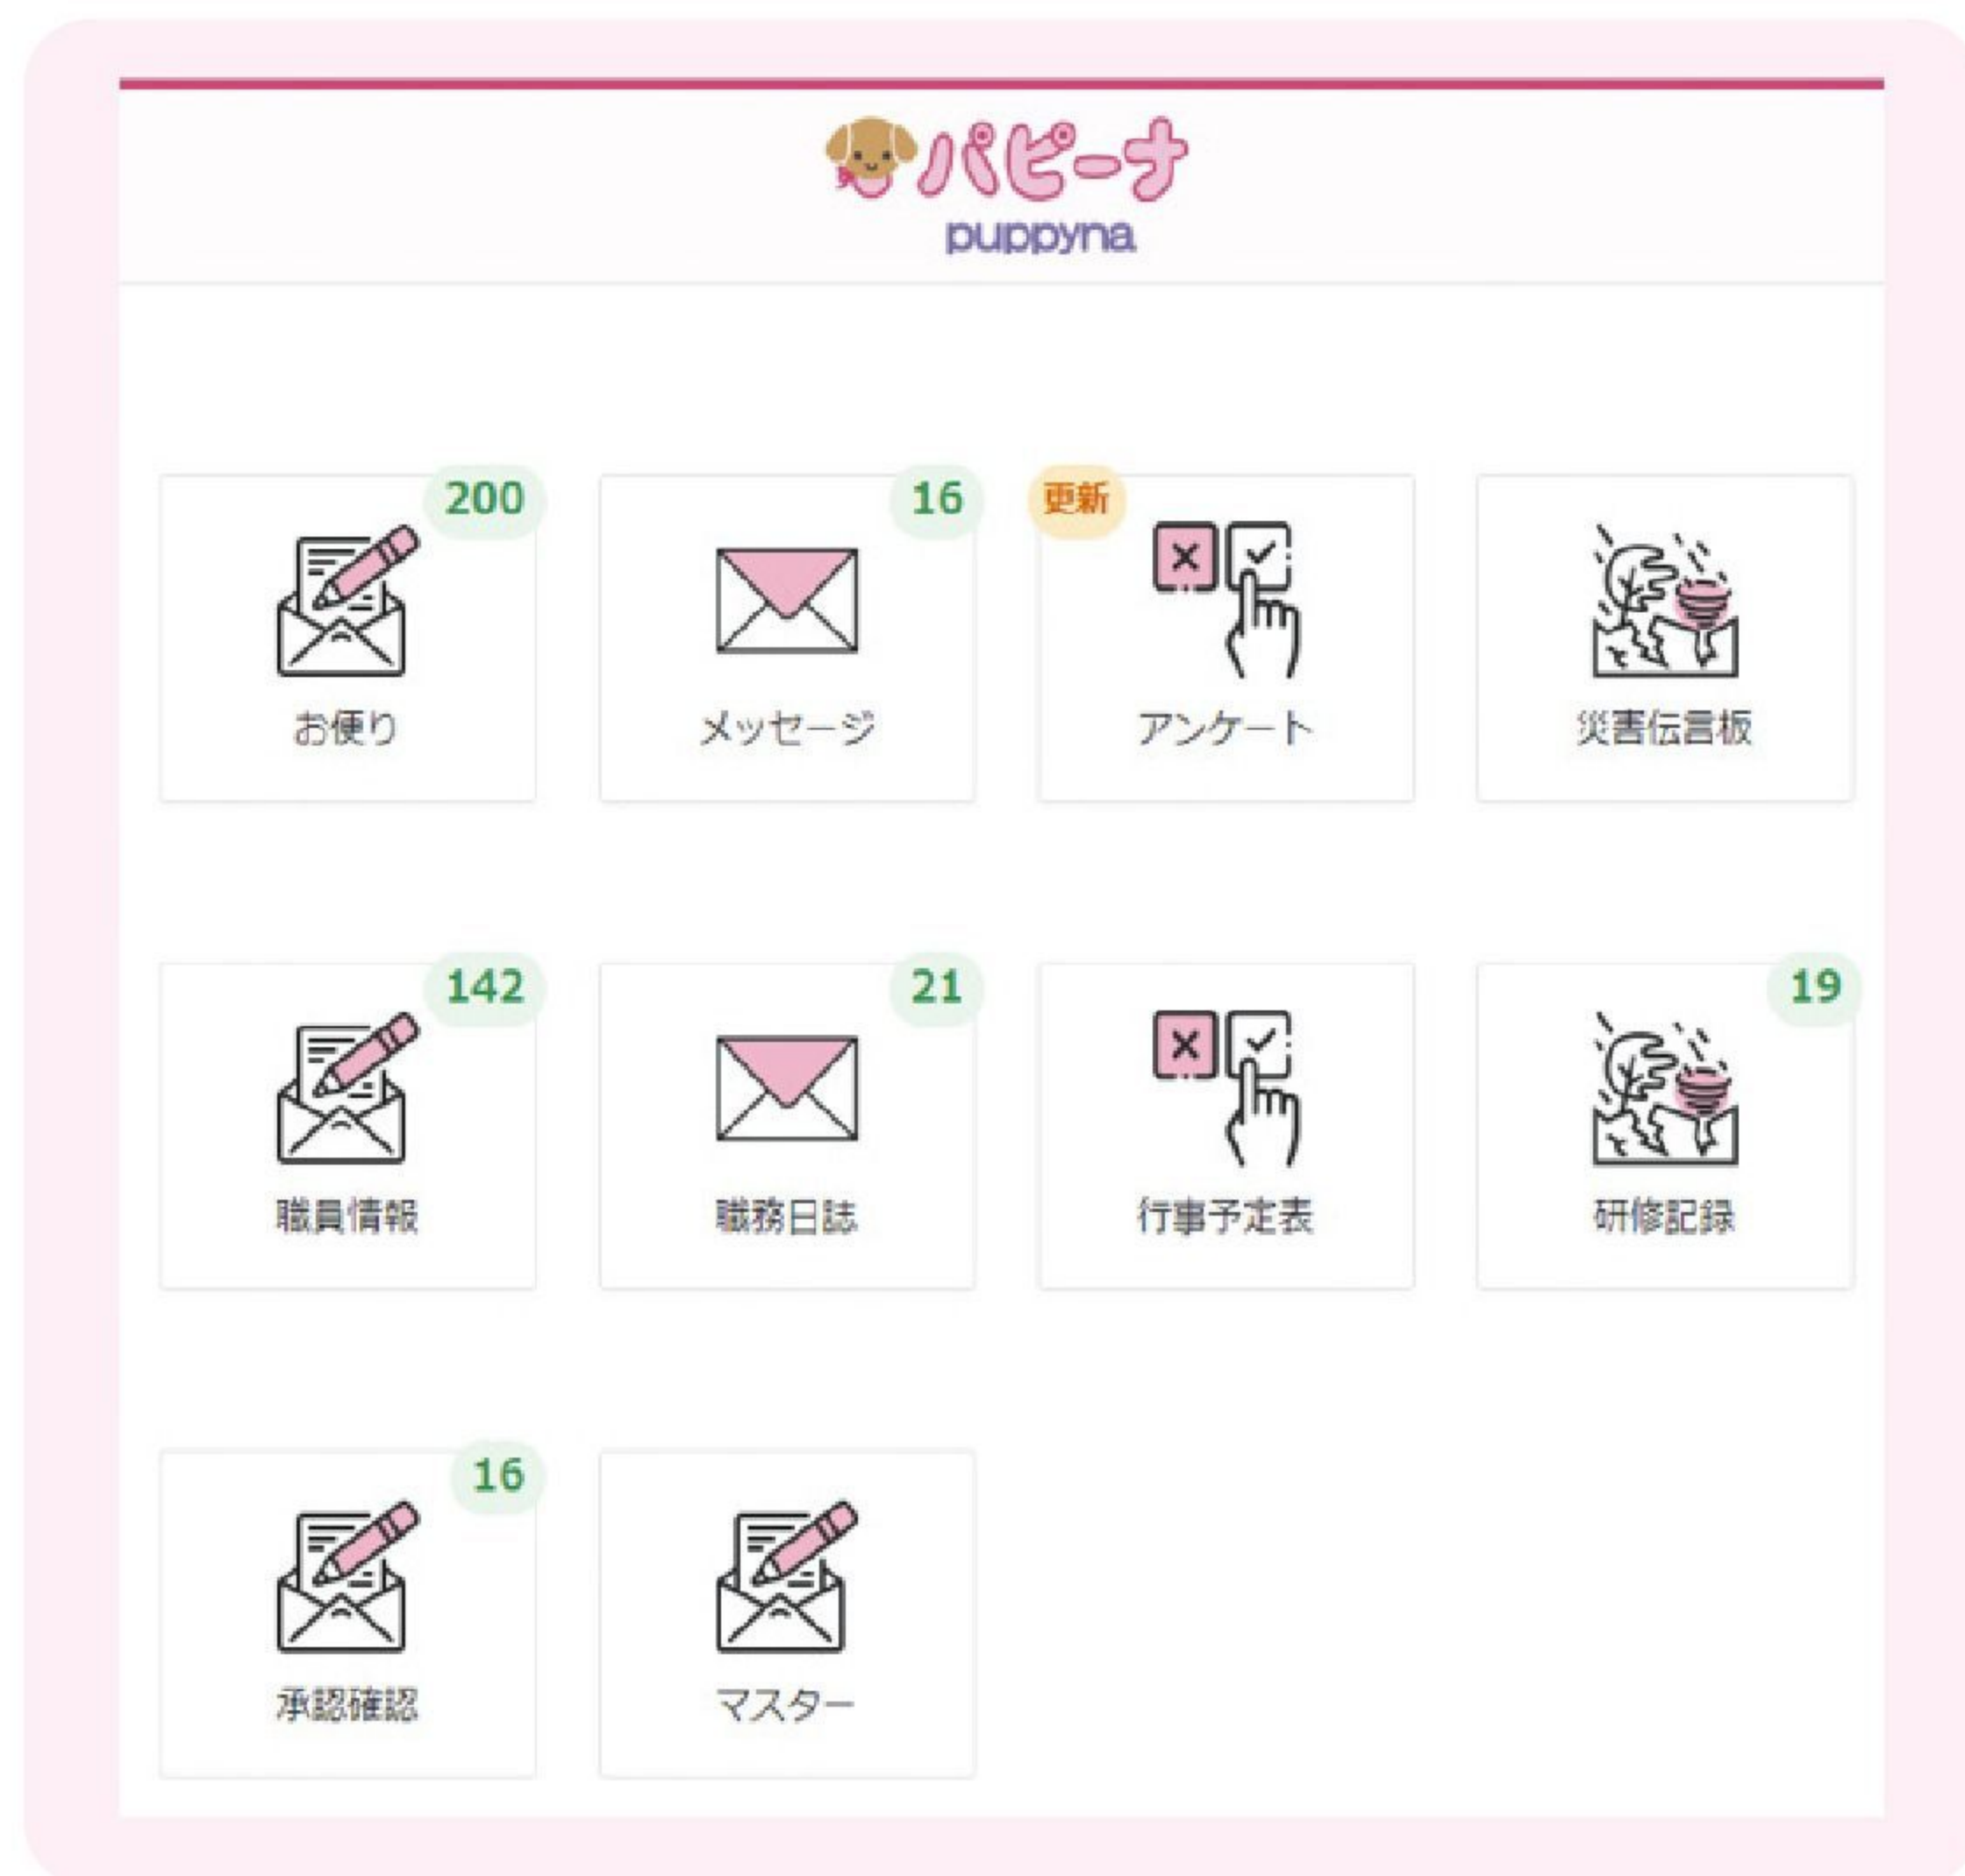 パピーナ
puppyna
200
お便り
16
メッセージ
更新
アンケート
災害伝言板
142
職員情報
21
職務日誌
行事予定表
19
研修記録
16
承認確認
マスター